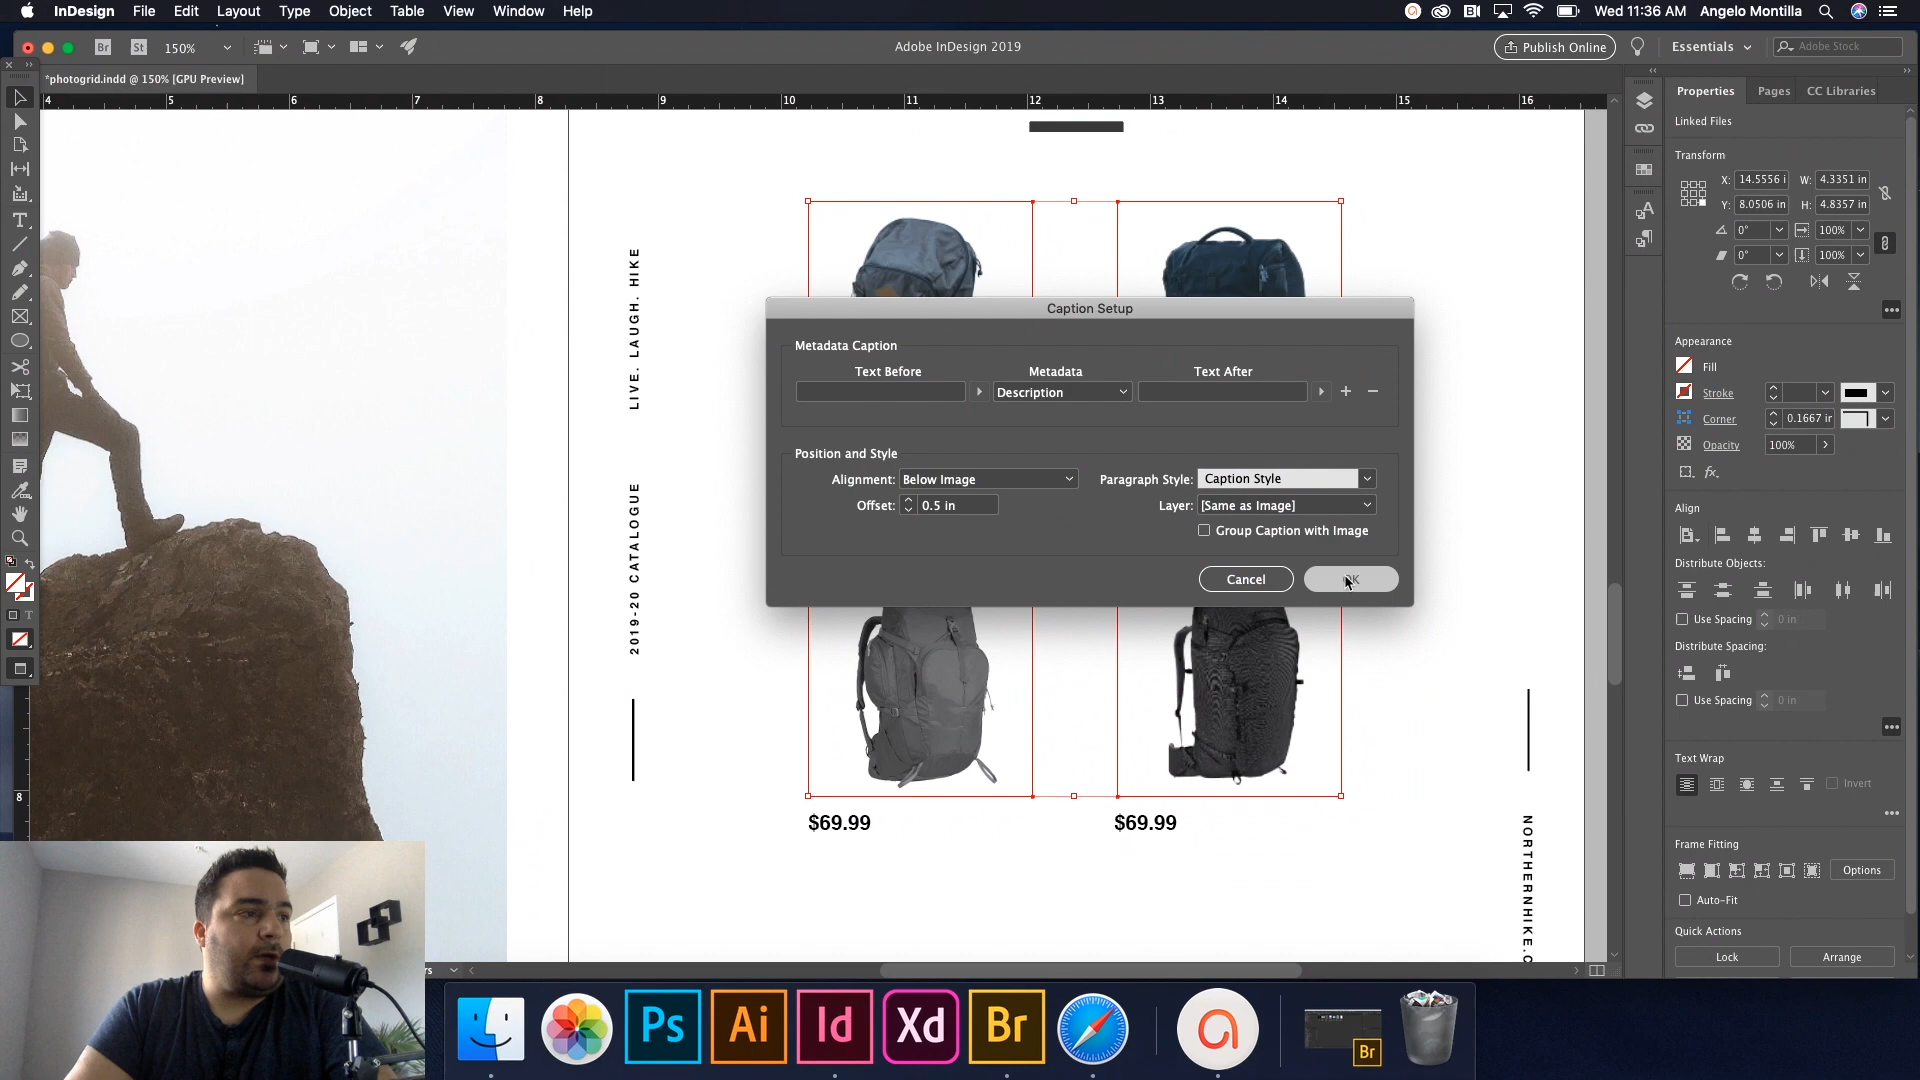 InDesign File Edit Layout Type Object Table View Window Help
Wed 11:36 AM Angelo Montilla
Br St 150%
Adobe InDesign 2019
Publish Online
Essentials
Adobe Stock
*photogrid.indd @ 150% [GPU Preview]
4 5 6 7 8 9 10 11 12 13 14 15 16
Properties Pages CC Libraries
Linked Files
Transform
X: 14.5556 i W: 4.3351 in
Y: 8.0506 in H: 4.8357 in
0° 100%
0° 100%
Appearance
Fill
Stroke
Corner 0.1667 in
Opacity 100%
fx.
Align
Distribute Objects:
Use Spacing 0 in
Distribute Spacing:
Use Spacing 0 in
Text Wrap
Invert
Frame Fitting
Options
Auto-Fit
Quick Actions
Lock Arrange
LIVE. LAUGH. HIKE
2019-20 CATALOGUE
Caption Setup
Metadata Caption
Text Before Metadata Text After
Description
Position and Style
Alignment: Below Image Paragraph Style: Caption Style
Offset: 0.5 in Layer: [Same as Image]
Group Caption with Image
Cancel OK
8
$69.99 $69.99
NORTHERNHIKE.C
rs
Ps Ai Id Xd Br
Br